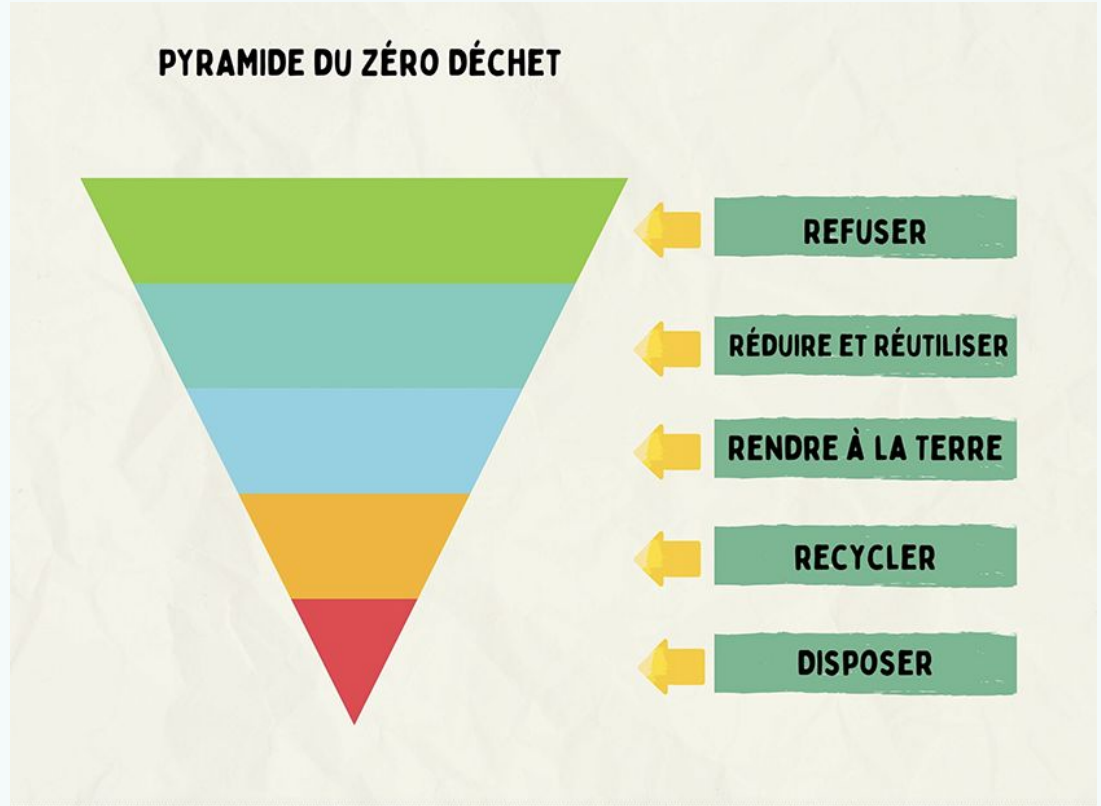 PYRAMIDE DU ZÉRO DÉCHET
REFUSER
RÉDUIRE ET RÉUTILISER
RENDRE À LA TERRE
RECYCLER
DISPOSER